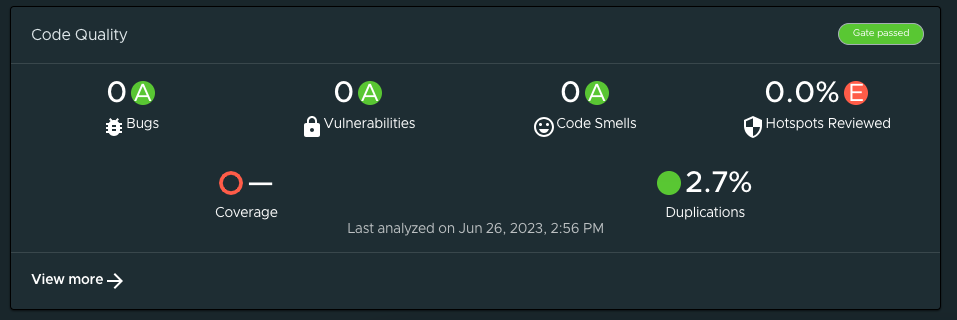 Code Quality
Gate passed
0 A
0 A
0 A
0.0% E
Bugs
Vulnerabilities
Code Smells
Hotspots Reviewed
—
2.7%
Coverage
Duplications
Last analyzed on Jun 26, 2023, 2:56 PM
View more